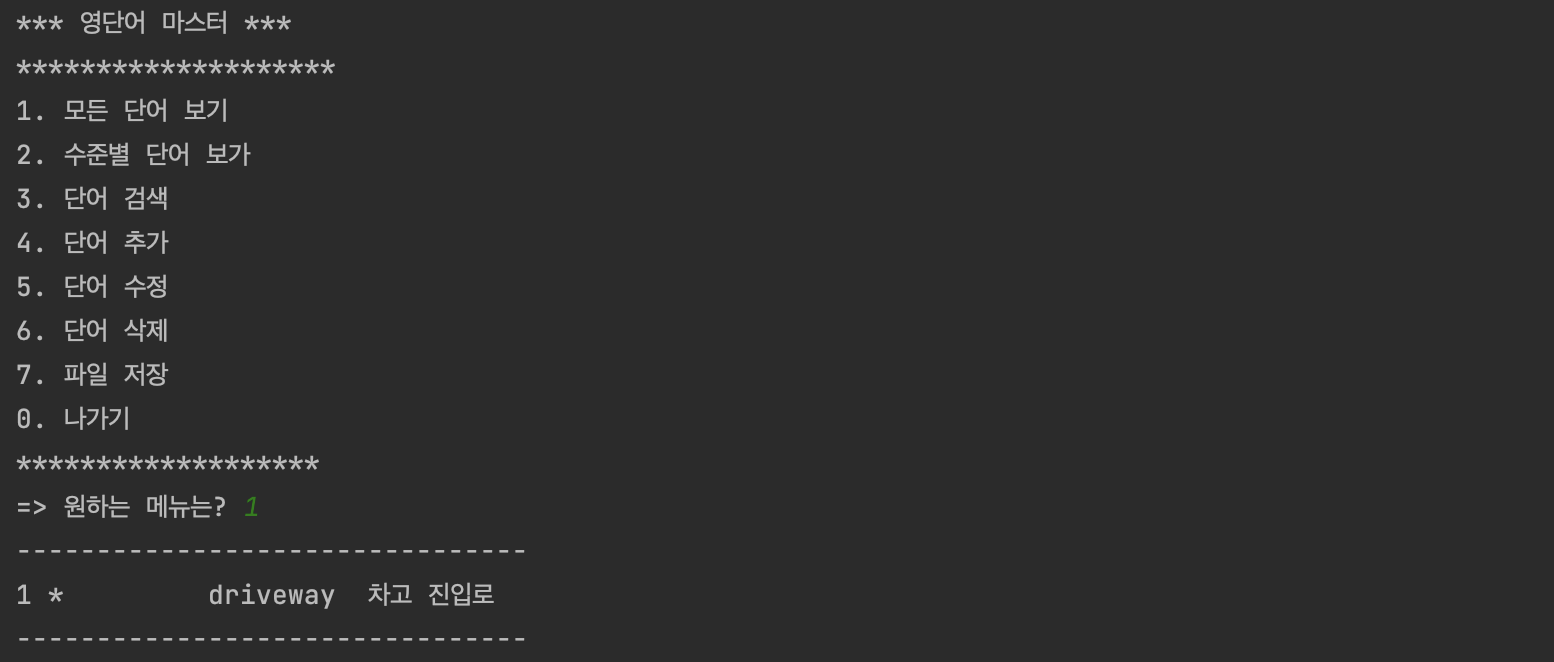 *** 영단어 마스터 ***
********************
1. 모든 단어 보기
2. 수준별 단어 보가
3. 단어 검색
4. 단어 추가
5. 단어 수정
6. 단어 삭제
7. 파일 저장
0. 나가기
*******************
=> 원하는 메뉴는? 1
--------------------------------
1 *         driveway  차고 진입로
--------------------------------